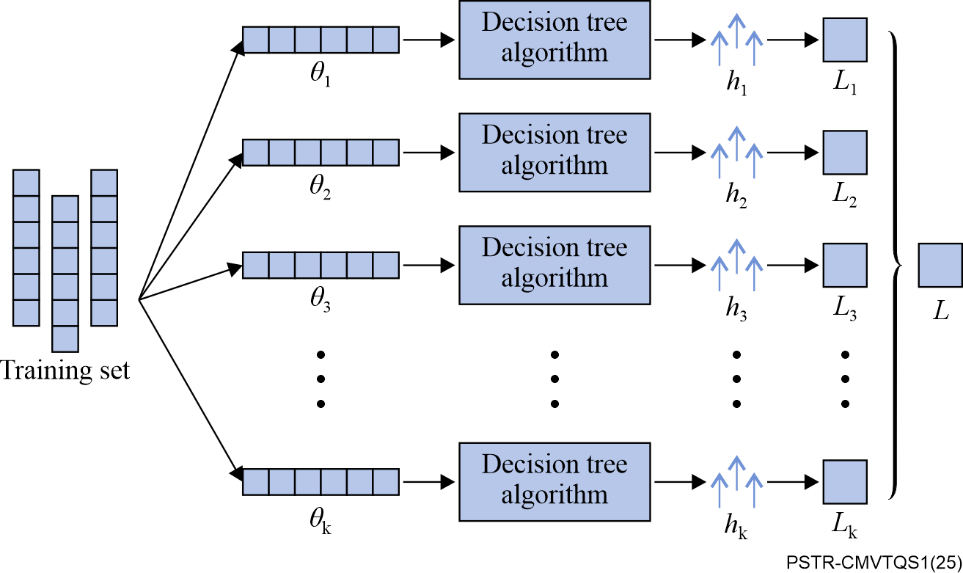 Decision tree
algorithm
θ1
h1
L1
Decision tree
algorithm
θ2
h2
L2
Decision tree
algorithm
θ3
h3
L3
L
Training set
Decision tree
algorithm
θk
hk
Lk
PSTR-CMVTQS1(25)